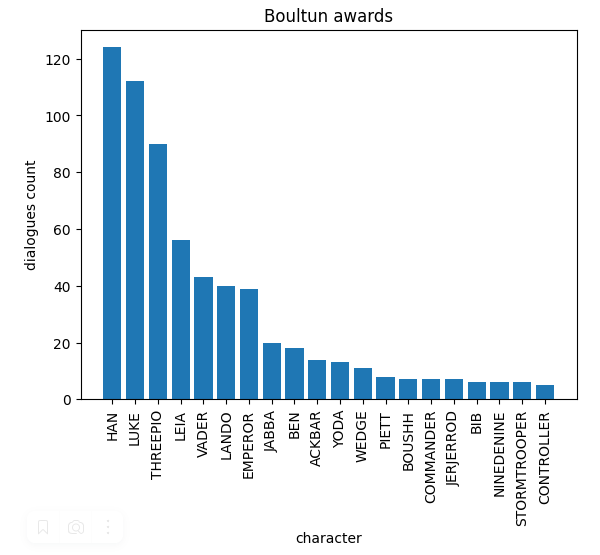 Boultun awards
dialogues count
120
100
80
60
40
20
0
HAN
LUKE
THREEPIO
LEIA
VADER
LANDO
EMPEROR
JABBA
BEN
ACKBAR
YODA
WEDGE
PIETT
BOUSHH
COMMANDER
JERJERROD
BIB
NINEDENINE
STORMTROOPER
CONTROLLER
character